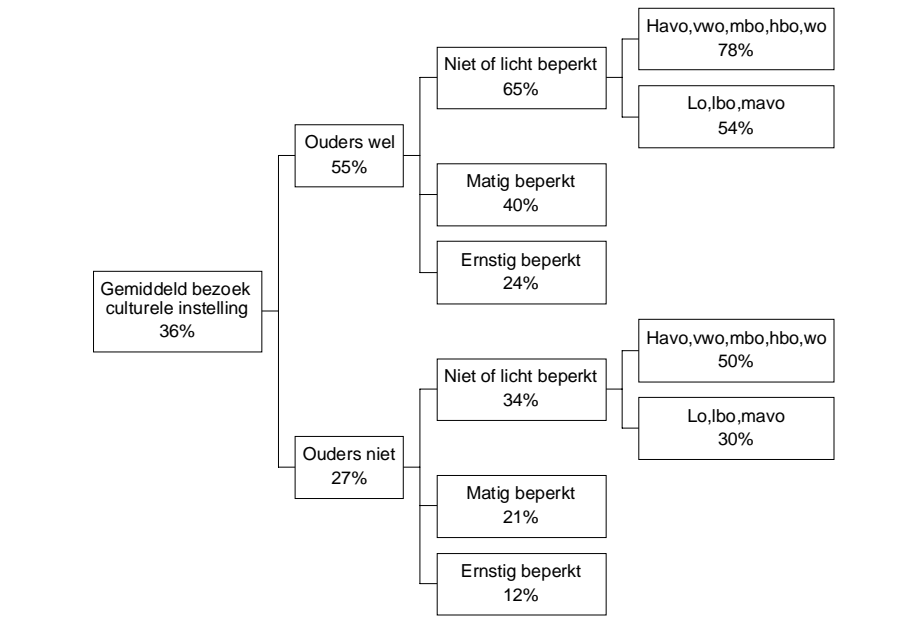 Gemiddeld bezoek
culturele instelling
36%
Ouders wel
55%
Niet of licht beperkt
65%
Havo,vwo,mbo,hbo,wo
78%
Lo,lbo,mavo
54%
Matig beperkt
40%
Ernstig beperkt
24%
Ouders niet
27%
Niet of licht beperkt
34%
Havo,vwo,mbo,hbo,wo
50%
Lo,lbo,mavo
30%
Matig beperkt
21%
Ernstig beperkt
12%